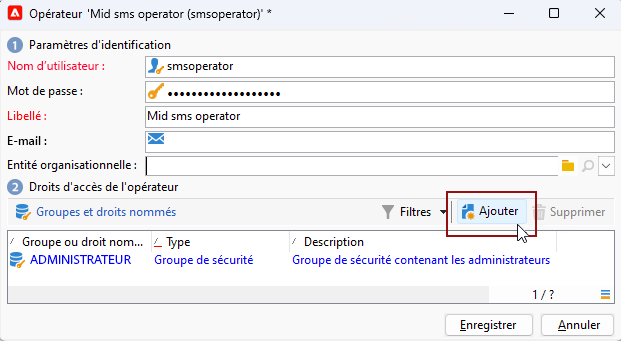 Opérateur 'Mid sms operator (smsoperator)' *
1 Paramètres d'identification
Nom d'utilisateur : smsoperator
Mot de passe : •••••••••••••••••••
Libellé : Mid sms operator
E-mail :
Entité organisationnelle :
2 Droits d'accès de l'opérateur
Groupes et droits nommés Filtres Ajouter Supprimer
Groupe ou droit nom... Type Description
ADMINISTRATEUR Groupe de sécurité Groupe de sécurité contenant les administrateurs
1 / ?
Enregistrer Annuler